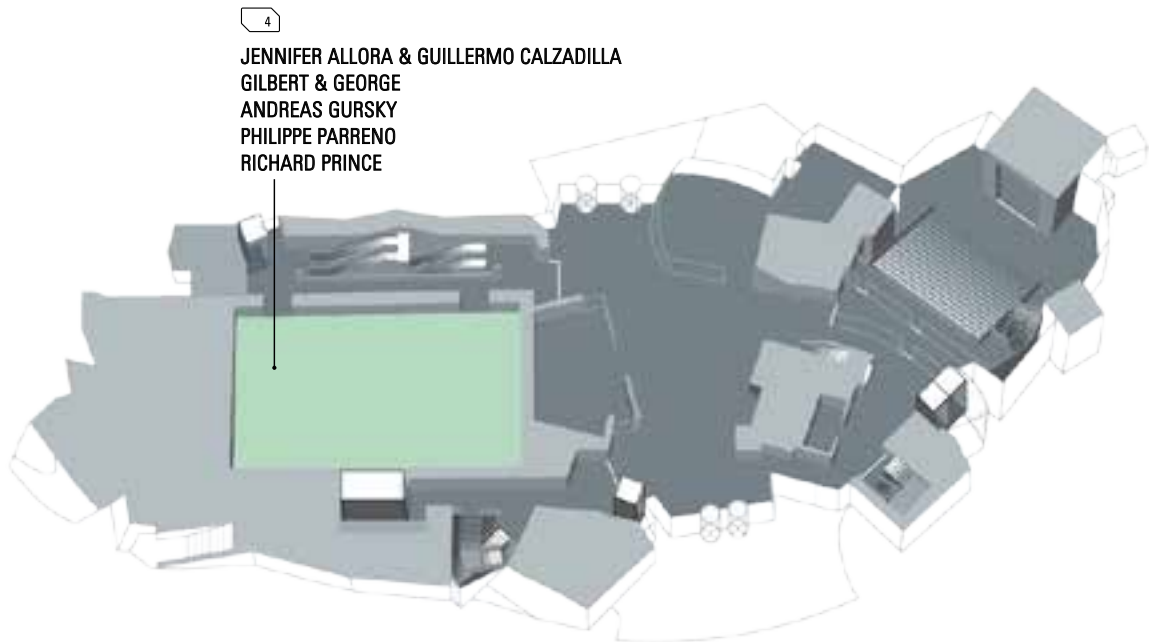 4
JENNIFER ALLORA & GUILLERMO CALZADILLA
GILBERT & GEORGE
ANDREAS GURSKY
PHILIPPE PARRENO
RICHARD PRINCE